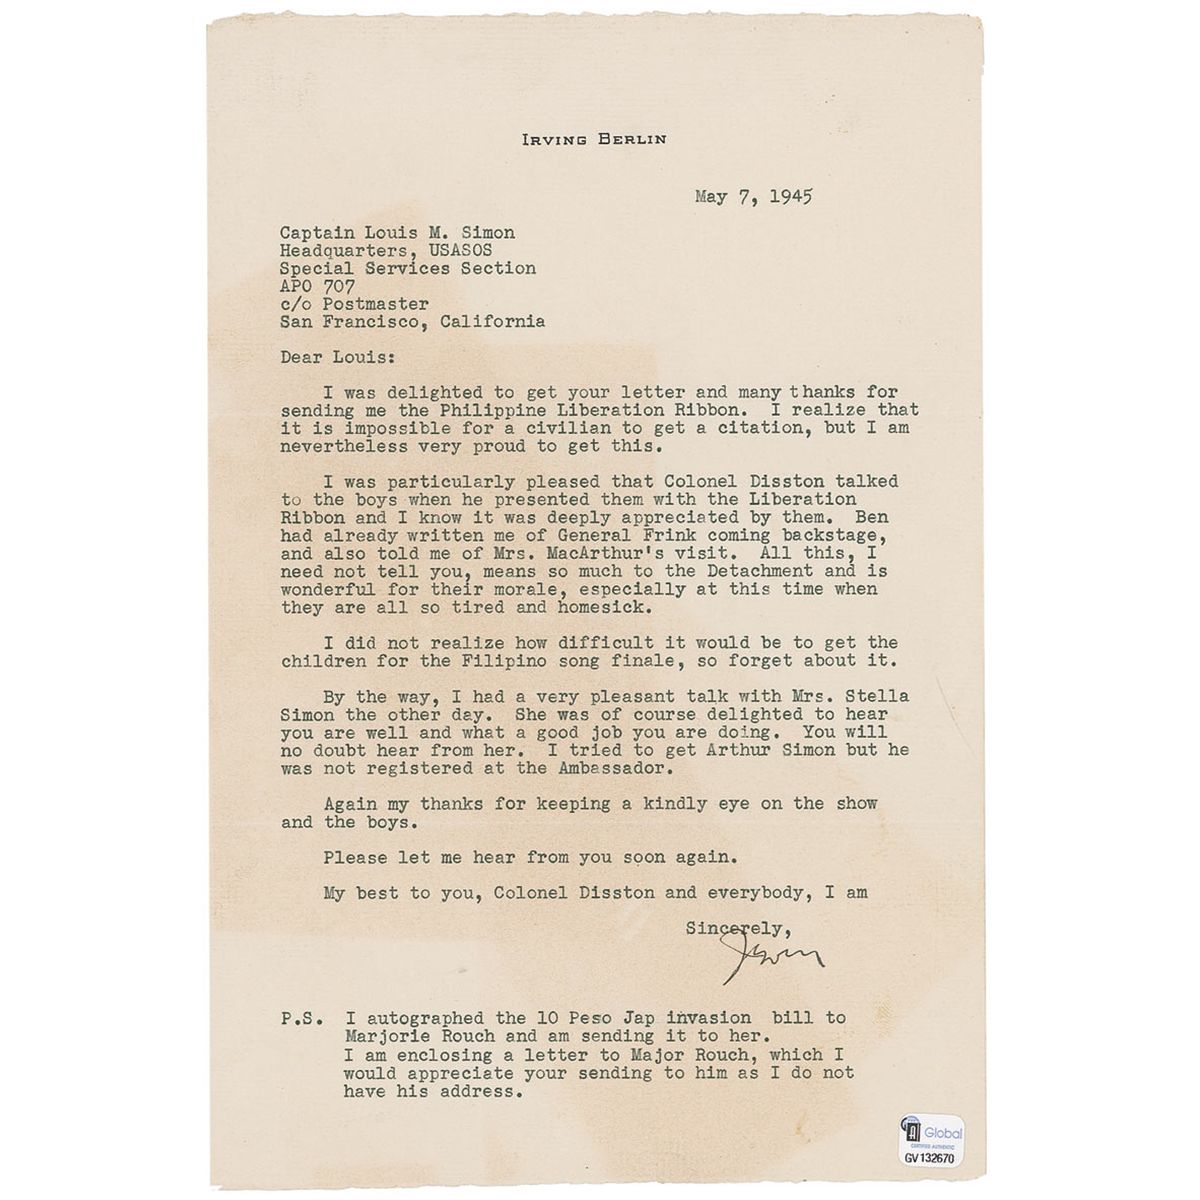 IRVING BERLIN
May 7, 1945
Captain Louis M. Simon
Headquarters, USASOS
Special Services Section
APO 707
c/o Postmaster
San Francisco, California
Dear Louis:
I was delighted to get your letter and many thanks for
sending me the Philippine Liberation Ribbon. I realize that
it is impossible for a civilian to get a citation, but I am
nevertheless very proud to get this.
I was particularly pleased that Colonel Disston talked
to the boys when he presented them with the Liberation
Ribbon and I know it was deeply appreciated by them. Ben
had already written me of General Frink coming backstage,
and also told me of Mrs. MacArthur's visit. All this, I
need not tell you, means so much to the Detachment and is
wonderful for their morale, especially at this time when
they are all so tired and homesick.
I did not realize how difficult it would be to get the
children for the Filipino song finale, so forget about it.
By the way, I had a very pleasant talk with Mrs. Stella
Simon the other day. She was of course delighted to hear
you are well and what a good job you are doing. You will
no doubt hear from her. I tried to get Arthur Simon but he
was not registered at the Ambassador.
Again my thanks for keeping a kindly eye on the show
and the boys.
Please let me hear from you soon again.
My best to you, Colonel Disston and everybody, I am
Sincerely,
Irving
P.S. I autographed the 10 Peso Jap invasion bill to
Marjorie Rouch and am sending it to her.
I am enclosing a letter to Major Rouch, which I
would appreciate your sending to him as I do not
have his address.
A Global
CERTIFIED AUTHENTIC
GV 132670